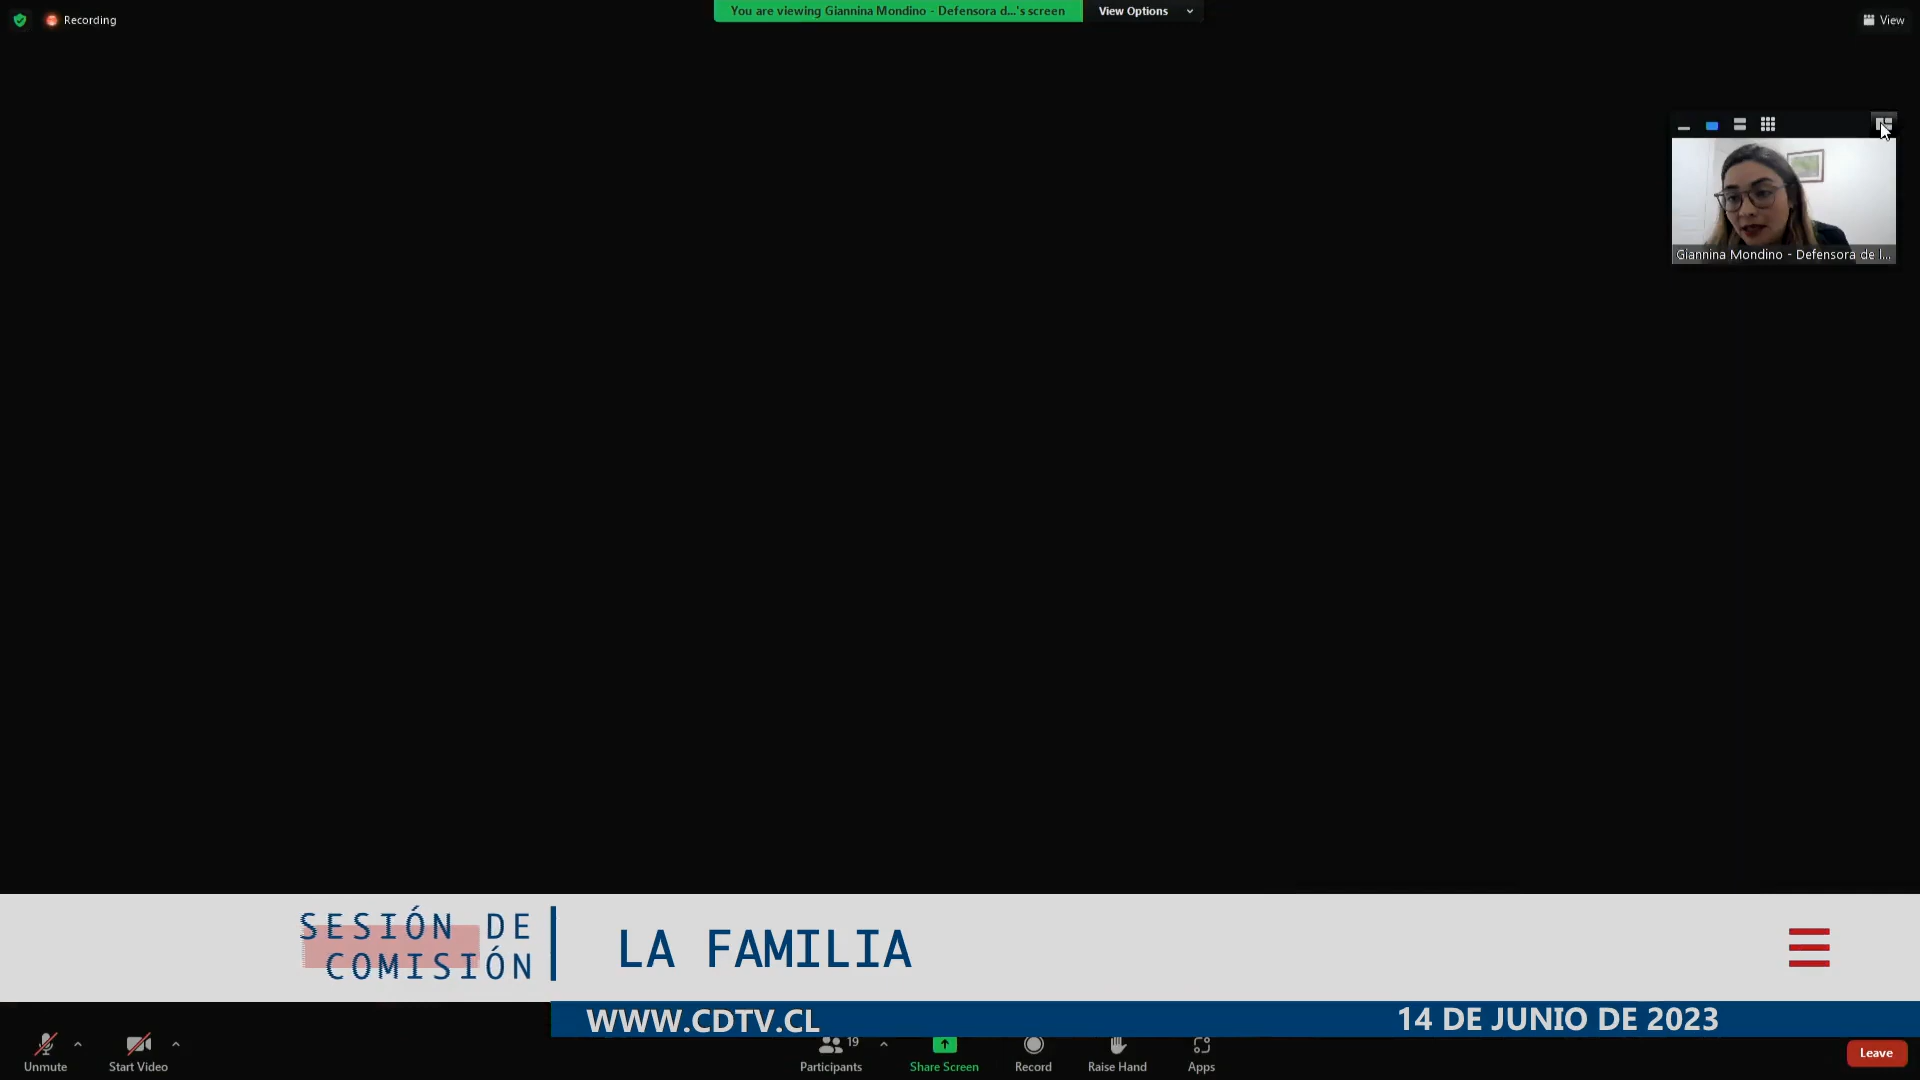 Recording
You are viewing Giannina Mondino - Defensora d...'s screen
View Options
View
Giannina Mondino - Defensora de l...
SESIÓN DE
COMISIÓN
LA FAMILIA
WWW.CDTV.CL
14 DE JUNIO DE 2023
Unmute
Start Video
19
Participants
Share Screen
Record
Raise Hand
Apps
Leave